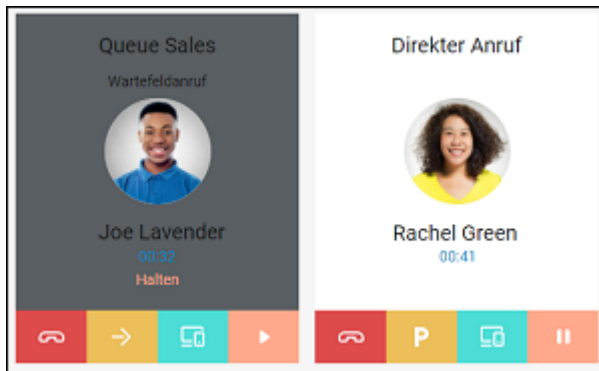 Queue Sales
Wartefeldanruf
Joe Lavender
00:32
Halten
Direkter Anruf
Rachel Green
00:41
P